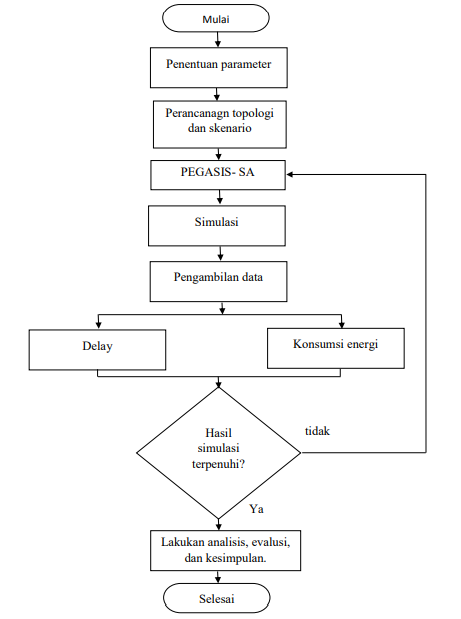 Mulai
Penentuan parameter
Perancanagn topologi
dan skenario
PEGASIS- SA
Simulasi
Pengambilan data
Delay
Konsumsi energi
Hasil
simulasi
terpenuhi?
tidak
Ya
Lakukan analisis, evalusi,
dan kesimpulan.
Selesai